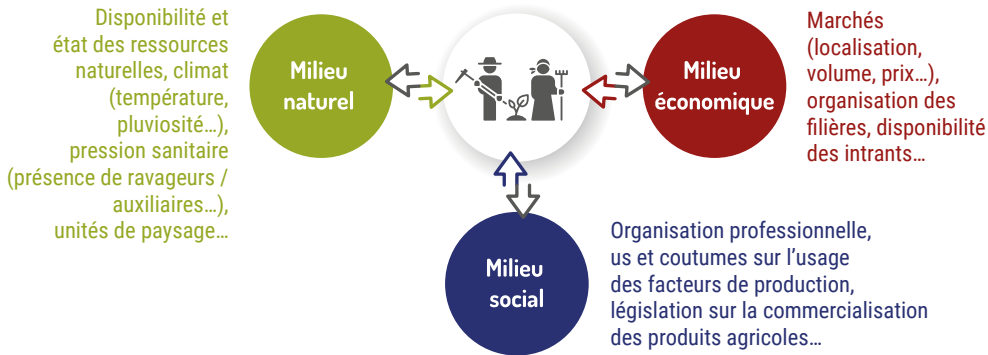 Disponibilité et
état des ressources
naturelles, climat
(température,
pluviosité…),
pression sanitaire
(présence de ravageurs /
auxiliaires…),
unités de paysage…
Milieu
naturel
Milieu
économique
Marchés
(localisation,
volume, prix…),
organisation des
filières, disponibilité
des intrants…
Milieu
social
Organisation professionnelle,
us et coutumes sur l’usage
des facteurs de production,
législation sur la commercialisation
des produits agricoles…